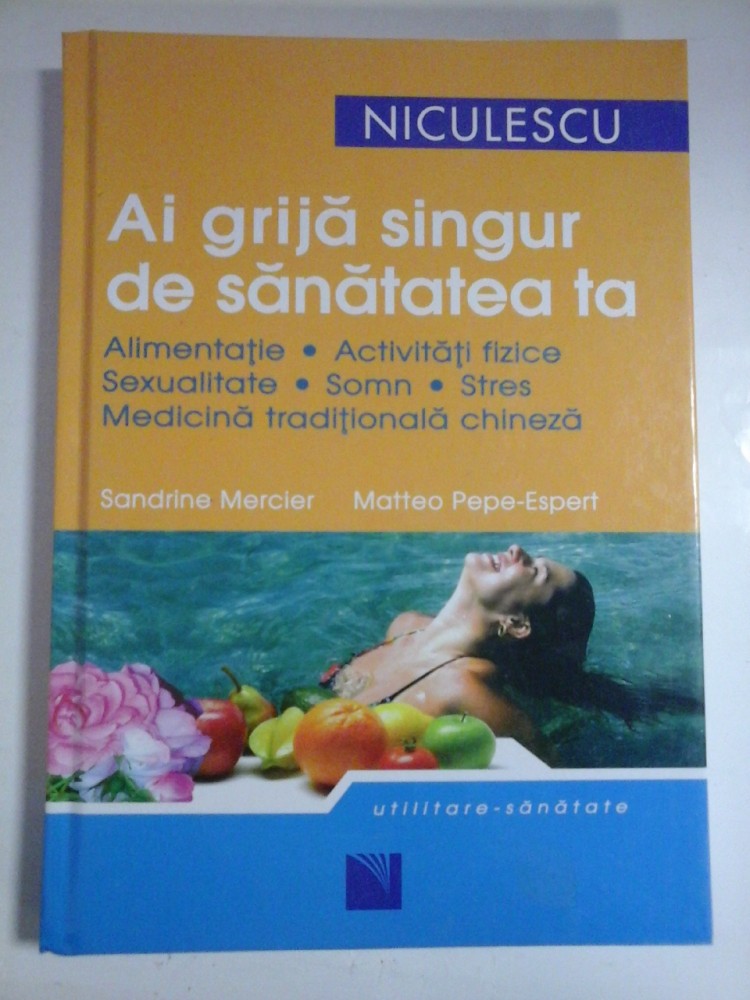 NICULESCU
Ai grijă singur
de sănătatea ta
Alimentaţie • Activităţi fizice
Sexualitate • Somn • Stres
Medicină tradiţională chineză
Sandrine Mercier Matteo Pepe-Espert
utilitare-sănătate